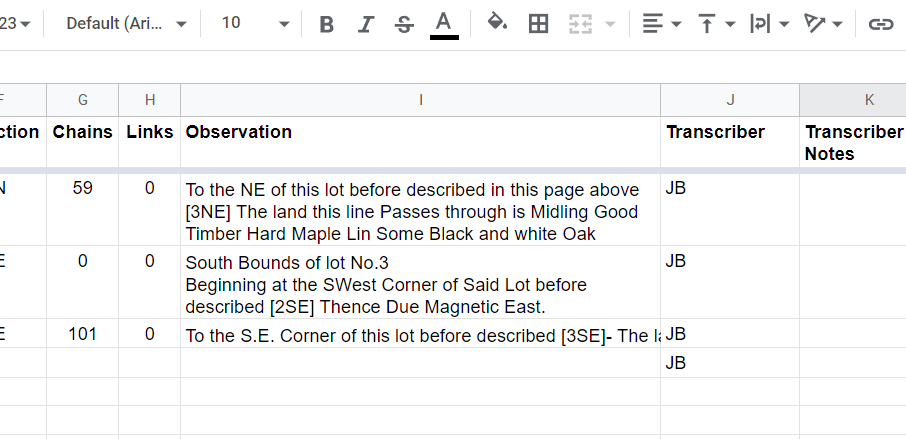 23 Default (Ari... 10 B I S A
F G H I J K
ction Chains Links Observation Transcriber Transcriber
Notes
N 59 0 To the NE of this lot before described in this page above JB
[3NE] The land this line Passes through is Midling Good
Timber Hard Maple Lin Some Black and white Oak
E 0 0 South Bounds of lot No.3 JB
Beginning at the SWest Corner of Said Lot before
described [2SE] Thence Due Magnetic East.
E 101 0 To the S.E. Corner of this lot before described [3SE]- The la JB
JB